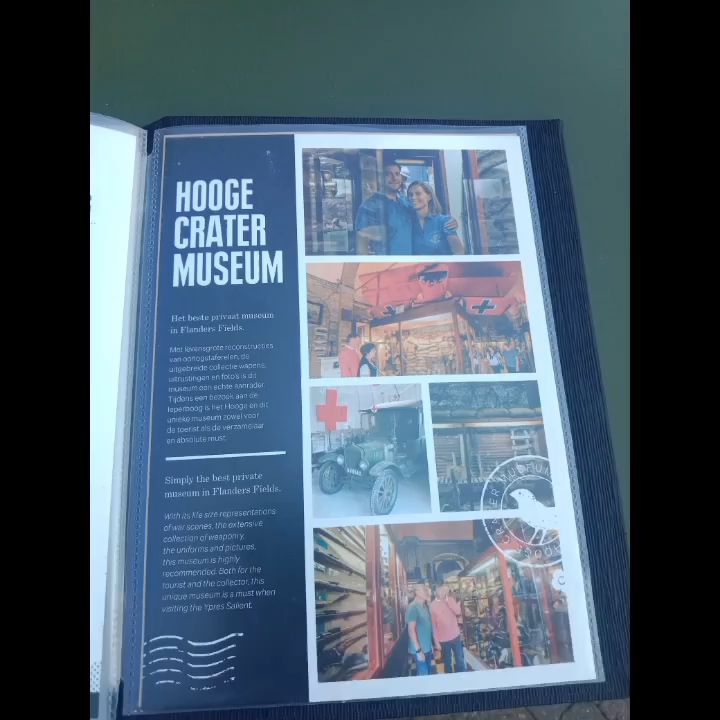 HOOGE
CRATER
MUSEUM
Het beste privaat museum
in Flanders Fields.
Met levensgrote reconstructies
van oorlogstaferelen, de
uitgebreide collectie wapens,
uitrustingen en foto's is dit
museum een echte aanrader.
Tijdens een bezoek aan de
Ieperboog is het Hooge en dit
unieke museum zowel voor
de toerist als de verzamelaar
een absolute must.
Simply the best private
museum in Flanders Fields.
With its life size representations
of war scenes, the extensive
collection of weaponry,
the uniforms and pictures,
this museum is highly
recommended. Both for the
tourist and the collector, this
unique museum is a must when
visiting the Ypres Salient.
HOOGE CRATER MUSEUM